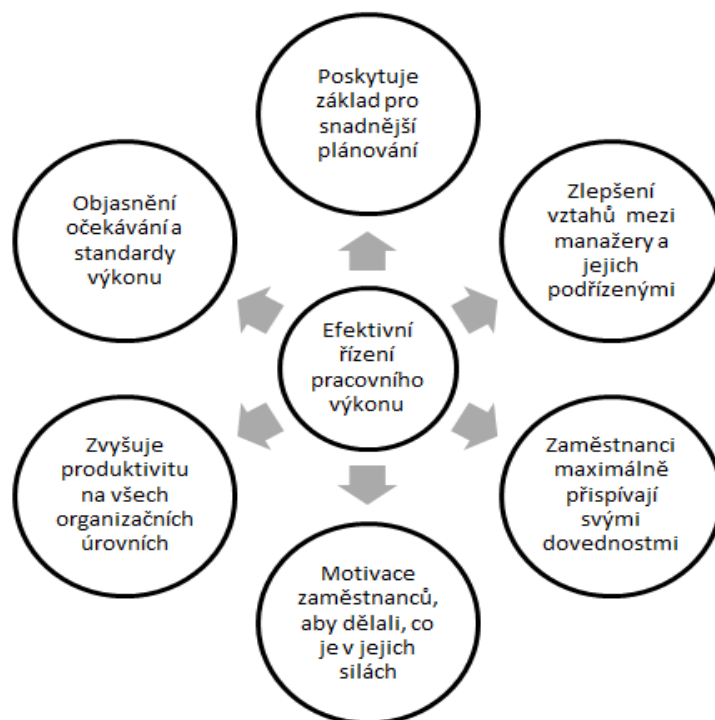 Poskytuje
základ pro
snadnější
plánování
Objasnění
očekávání a
standardy
výkonu
Zlepšení
vztahů mezi
manažery a
jejich
podřízenými
Efektivní
řízení
pracovního
výkonu
Zvyšuje
produktivitu
na všech
organizačních
úrovních
Zaměstnanci
maximálně
přispívají
svými
dovednostmi
Motivace
zaměstnanců,
aby dělali, co
je v jejich
silách